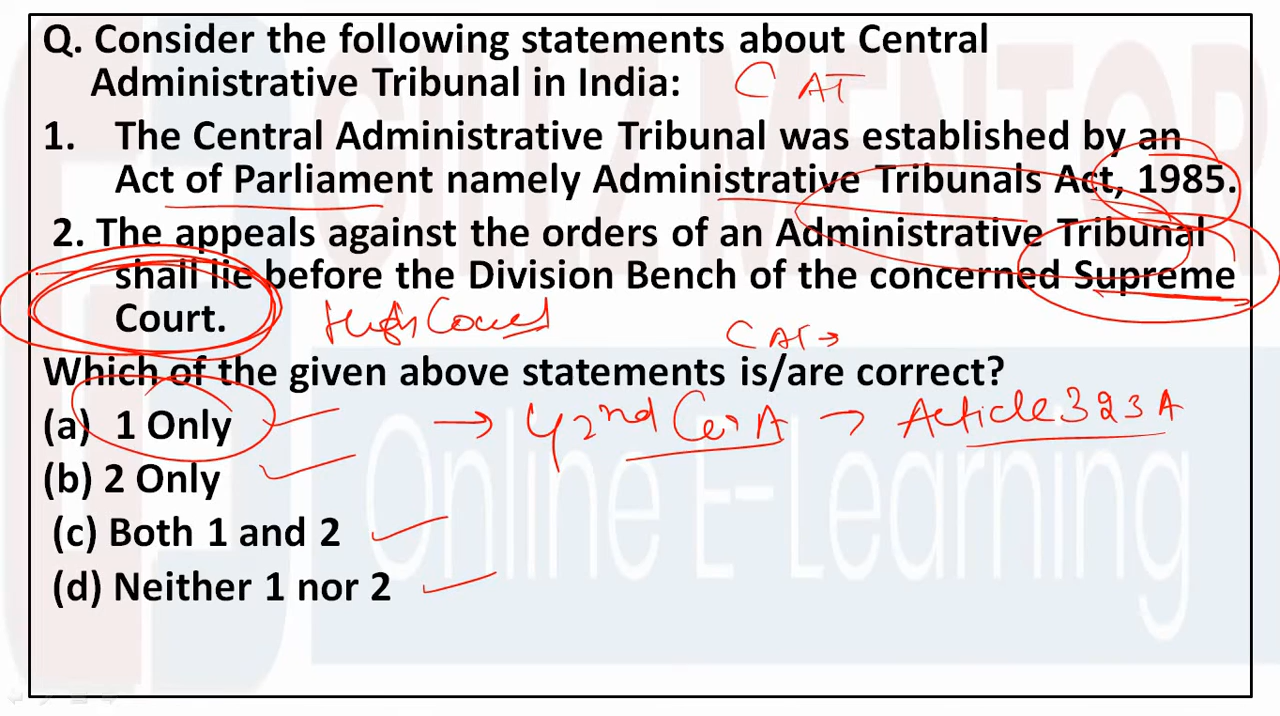 Q. Consider the following statements about Central
Administrative Tribunal in India:
CAT
1. The Central Administrative Tribunal was established by an
Act of Parliament namely Administrative Tribunals Act, 1985.
2. The appeals against the orders of an Administrative Tribunal
shall lie before the Division Bench of the concerned Supreme
Court.
High Court
CAT →
Which of the given above statements is/are correct?
(a) 1 Only
→ 42nd C A → Article 323 A
(b) 2 Only
(c) Both 1 and 2
(d) Neither 1 nor 2
Online E-Learning